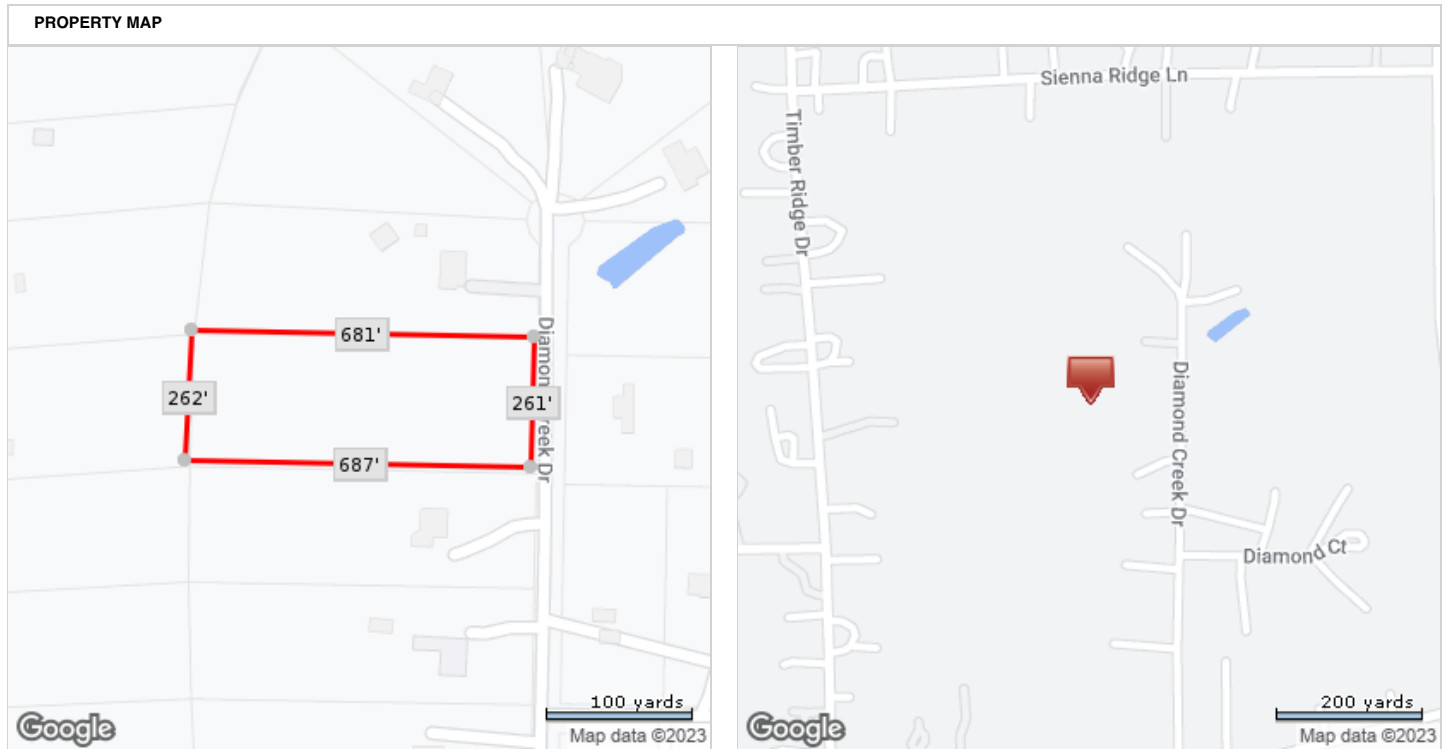 PROPERTY MAP
681'
262'
261'
687'
Diamond Creek Dr
100 yards
Google
Map data ©2023
Sienna Ridge Ln
Timber Ridge Dr
Diamond Creek Dr
Diamond Ct
200 yards
Google
Map data ©2023